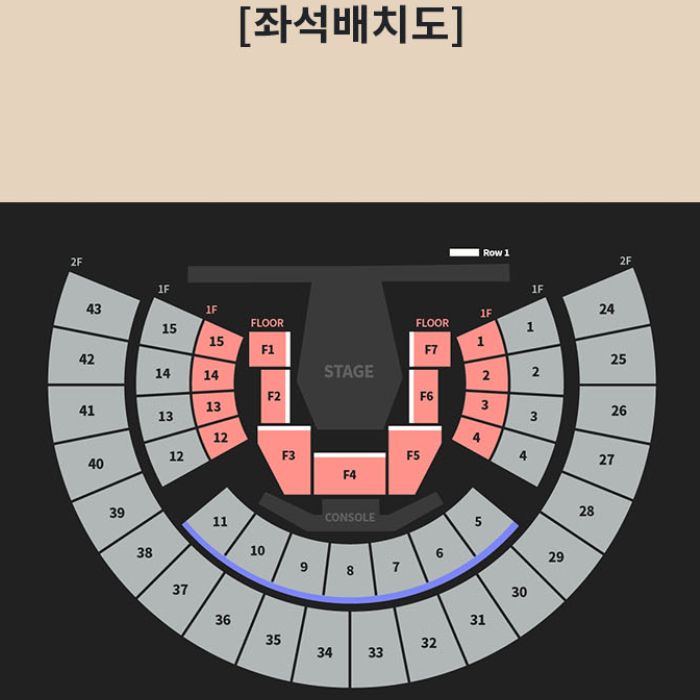 [좌석배치도]
Row 1
2F
2F
1F
1F
1F
1F
FLOOR
FLOOR
43
15
15
F1
F7
1
1
24
42
14
14
STAGE
2
2
25
41
13
13
F2
F6
3
3
26
40
12
12
F3
F4
F5
4
4
27
39
11
CONSOLE
5
28
38
10
9
8
7
6
29
37
36
35
34
33
32
31
30